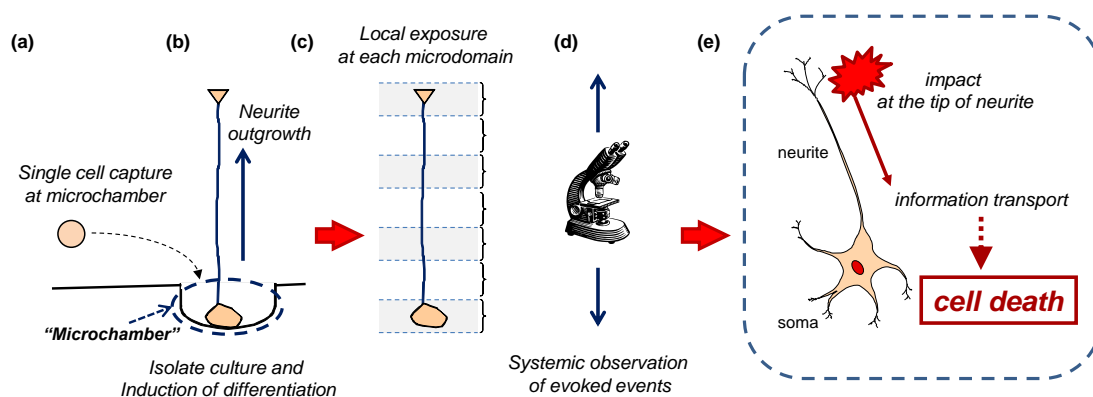 (a)
Single cell capture
at microchamber
“Microchamber”
(b)
Neurite
outgrowth
Isolate culture and
Induction of differentiation
(c)
Local exposure
at each microdomain
(d)
Systemic observation
of evoked events
(e)
impact
at the tip of neurite
neurite
information transport
cell death
soma